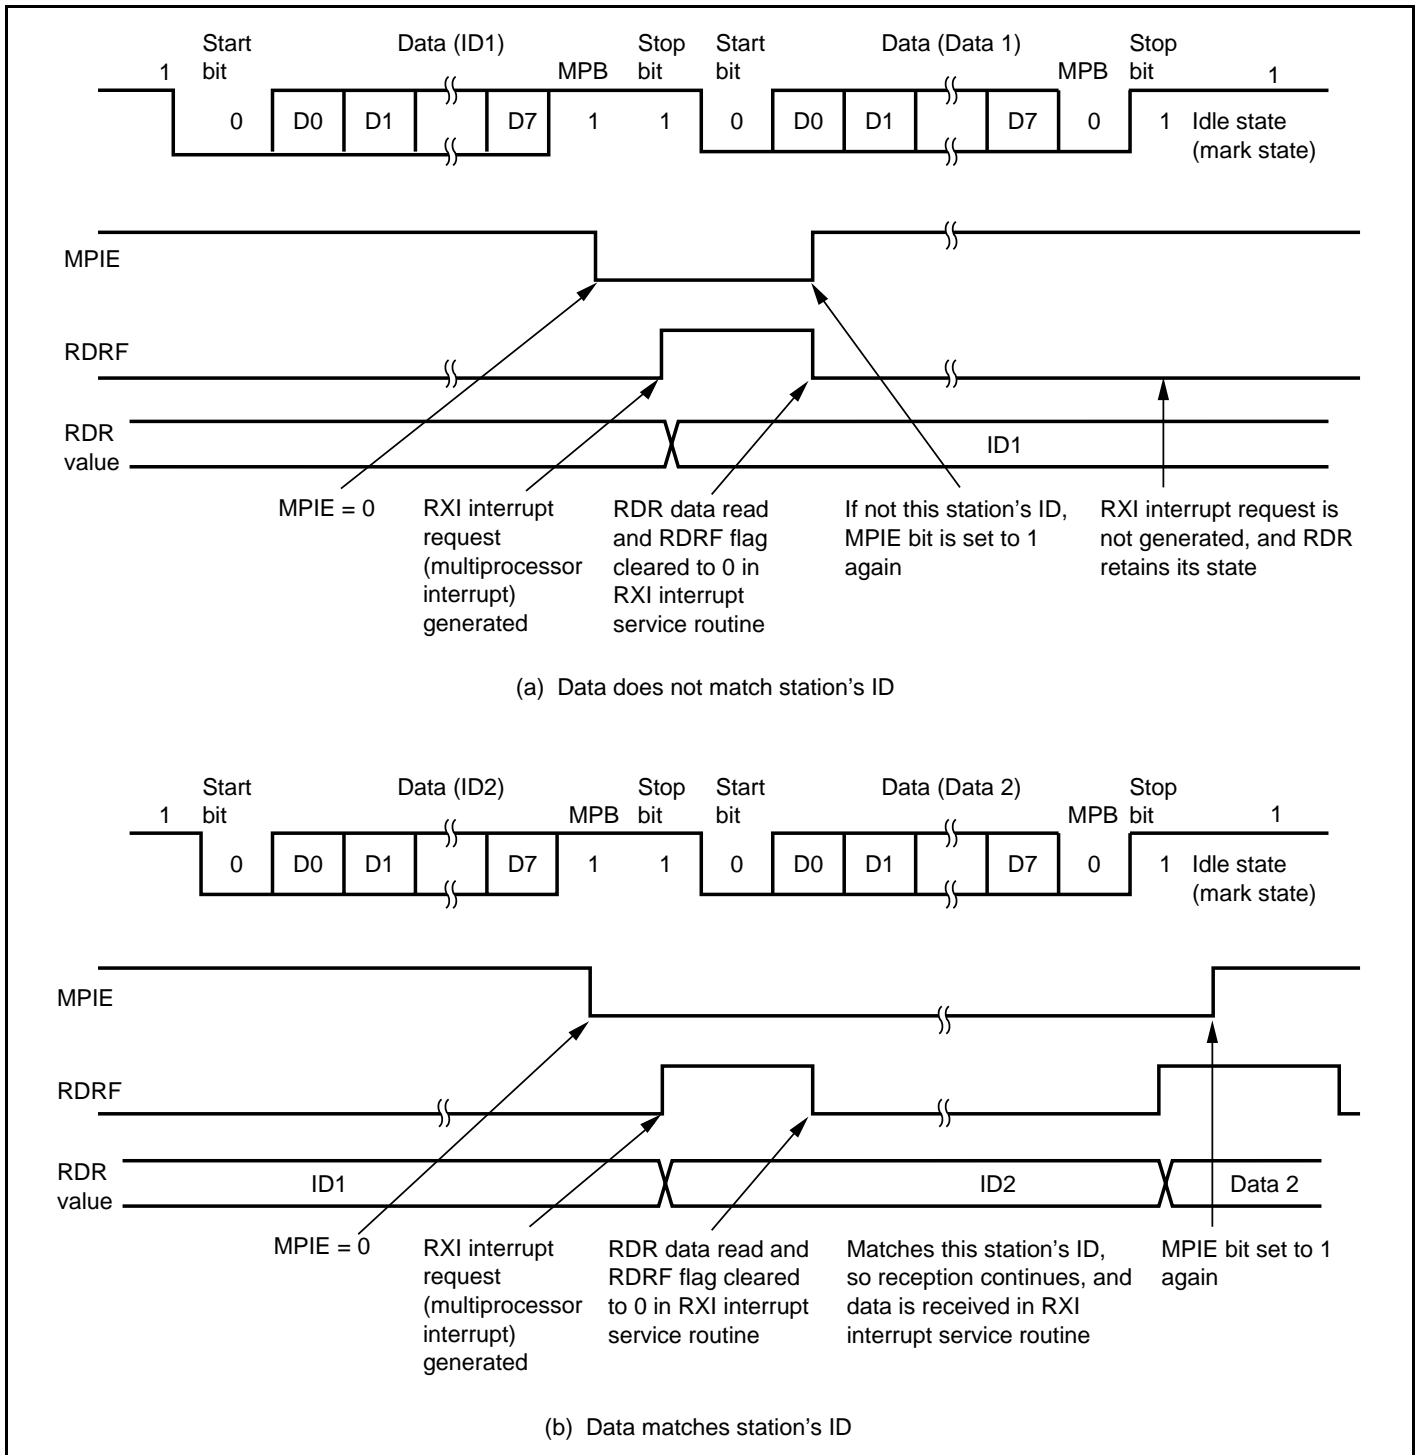 Start Data (ID1) Stop Start Data (Data 1) Stop
1 bit MPB bit bit MPB bit 1
0 D0 D1 D7 1 1 0 D0 D1 D7 0 1 Idle state
(mark state)
MPIE
RDRF
RDR
value
ID1
MPIE = 0
RXI interrupt
request
(multiprocessor
interrupt)
generated
RDR data read
and RDRF flag
cleared to 0 in
RXI interrupt
service routine
If not this station's ID,
MPIE bit is set to 1
again
RXI interrupt request is
not generated, and RDR
retains its state
(a) Data does not match station's ID
Start Data (ID2) Stop Start Data (Data 2) Stop
1 bit MPB bit bit MPB bit 1
0 D0 D1 D7 1 1 0 D0 D1 D7 0 1 Idle state
(mark state)
MPIE
RDRF
RDR
value
ID1 ID2 Data 2
MPIE = 0
RXI interrupt
request
(multiprocessor
interrupt)
generated
RDR data read and
RDRF flag cleared
to 0 in RXI interrupt
service routine
Matches this station's ID,
so reception continues, and
data is received in RXI
interrupt service routine
MPIE bit set to 1
again
(b) Data matches station's ID